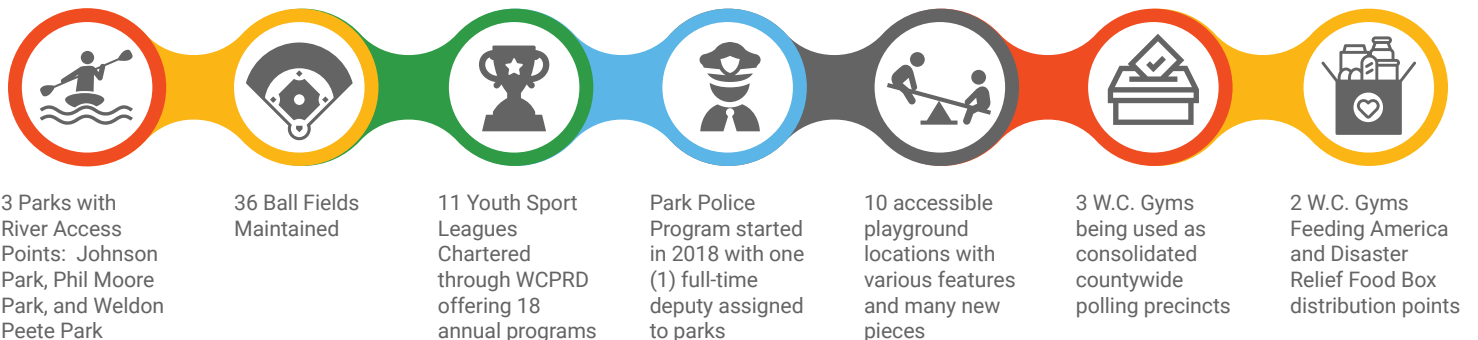 3 Parks with
River Access
Points: Johnson
Park, Phil Moore
Park, and Weldon
Peete Park
36 Ball Fields
Maintained
11 Youth Sport
Leagues
Chartered
through WCPRD
offering 18
annual programs
Park Police
Program started
in 2018 with one
(1) full-time
deputy assigned
to parks
10 accessible
playground
locations with
various features
and many new
pieces
3 W.C. Gyms
being used as
consolidated
countywide
polling precincts
2 W.C. Gyms
Feeding America
and Disaster
Relief Food Box
distribution points